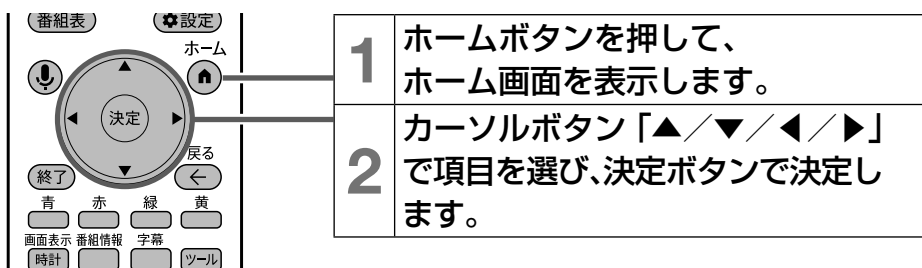 番組表
設定
ホーム
決定
戻る
終了
青 赤 緑 黄
画面表示 番組情報 字幕
時計
ツール
1
ホームボタンを押して、
ホーム画面を表示します。
2
カーソルボタン「▲／▼／◀／▶」
で項目を選び、決定ボタンで決定し
ます。